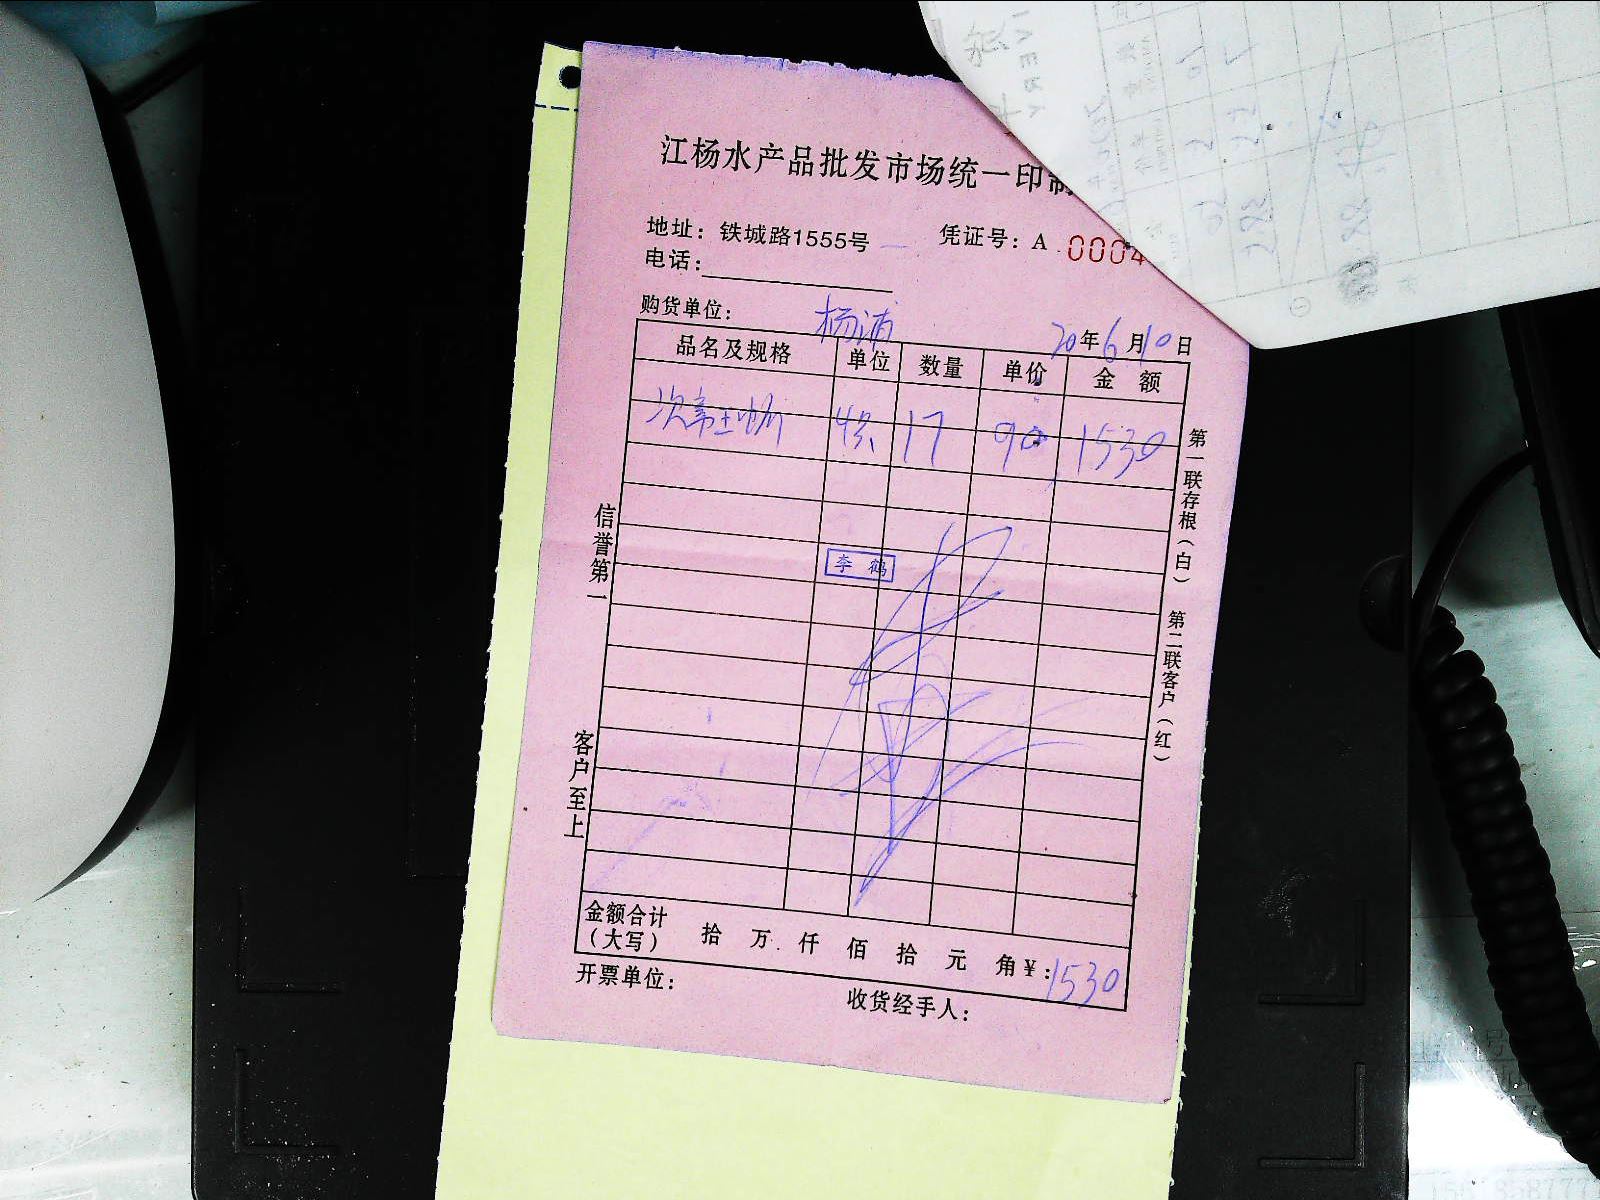 江杨水产品批发市场统一印制
地址：铁城路1555号
凭证号：A 0004
电话：
购货单位：杨浦
20年6月10日
品名及规格 单位 数量 单价 金额
17 90 1530
李鹤
信誉第一
客户至上
第一联存根（白） 第二联客户（红）
金额合计（大写） 拾 万 仟 佰 拾 元 角 ¥：1530
开票单位：
收货经手人：